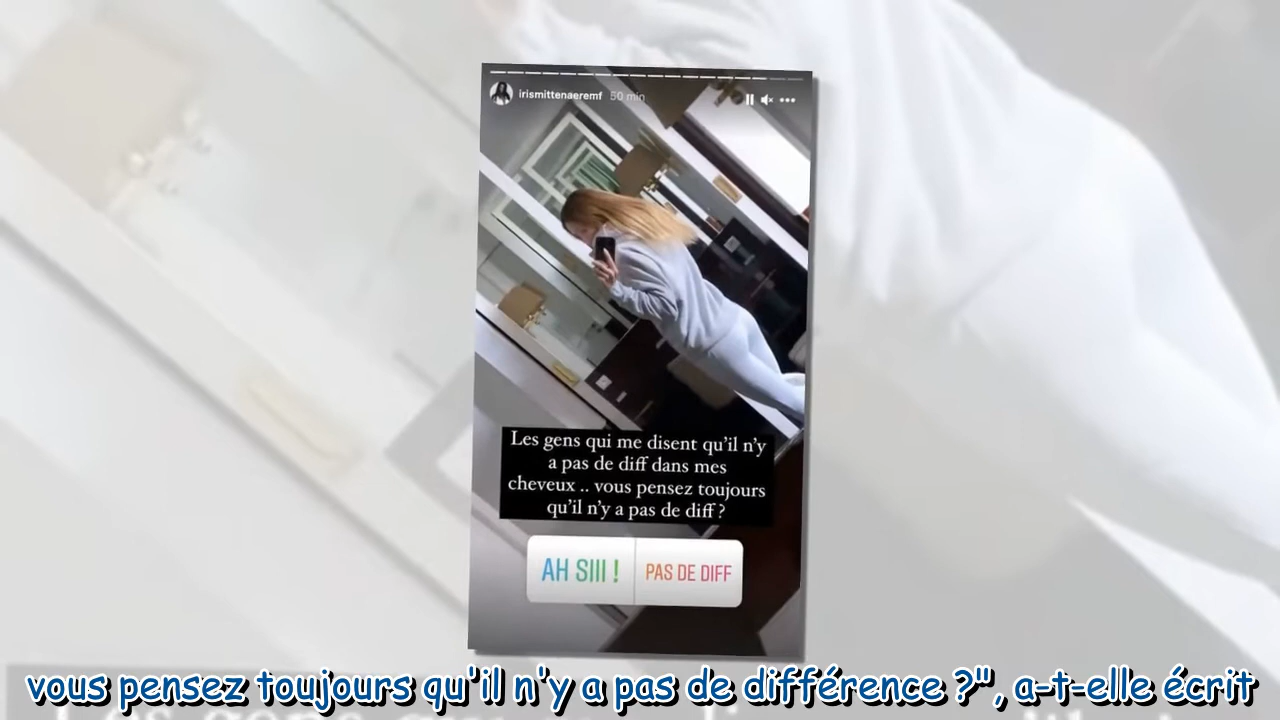 irismittenaeremf 50 min
Les gens qui me disent qu'il n'y
a pas de diff dans mes
cheveux .. vous pensez toujours
qu'il n'y a pas de diff ?
AH SIII !
PAS DE DIFF
vous pensez toujours qu'il n'y a pas de différence ?", a-t-elle écrit